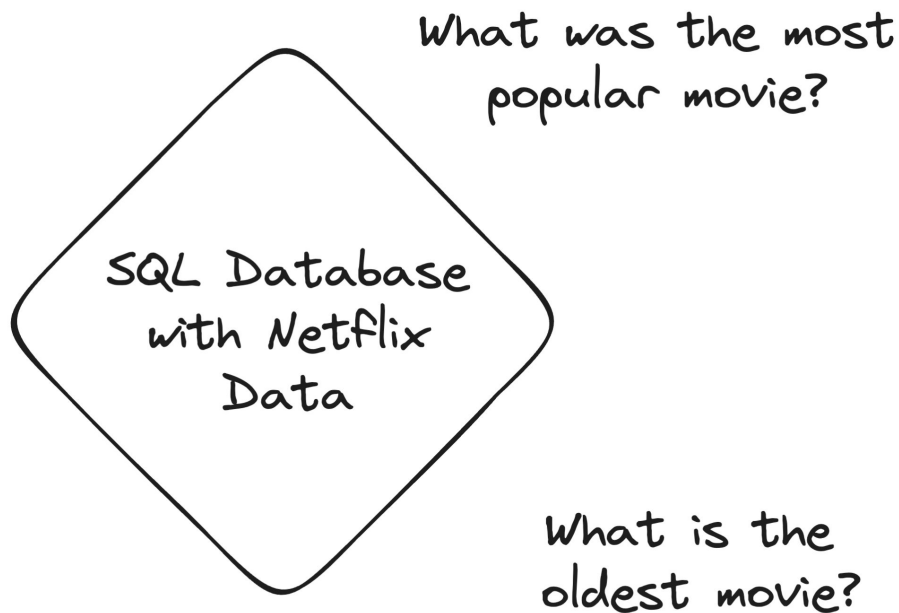 What was the most
popular movie?
SQL Database
with Netflix
Data
What is the
oldest movie?